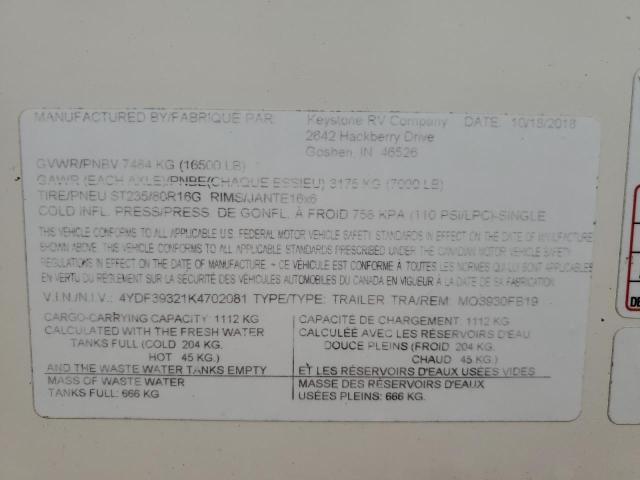 MANUFACTURED BY/FABRIQUE PAR: Keystone RV Company DATE: 10/18/2018
2642 Hackberry Drive
Goshen, IN 46526
GVWR/PNBV 7484 KG (16500 LB)
GAWR (EACH AXLE)/PNBE(CHAQUE ESSIEU) 3175 KG (7000 LB)
TIRE/PNEU ST235/80R16G RIMS/JANTE16x6
COLD INFL. PRESS/PRESS. DE GONFL. À FROID 758 KPA (110 PSI/LPC)-SINGLE
THIS VEHICLE CONFORMS TO ALL APPLICABLE U.S. FEDERAL MOTOR VEHICLE SAFETY STANDARDS IN EFFECT ON THE DATE OF MANUFACTURE
SHOWN ABOVE. THIS VEHICLE CONFORMS TO ALL APPLICABLE STANDARDS PRESCRIBED UNDER THE CANADIAN MOTOR VEHICLE SAFETY
REGULATIONS IN EFFECT ON THE DATE OF MANUFACTURE - CE VÉHICULE EST CONFORME À TOUTES LES NORMES QUI LUI SONT APPLICABLES
EN VERTU DU RÈGLEMENT SUR LA SÉCURITÉ DES VÉHICULES AUTOMOBILES DU CANADA EN VIGUEUR À LA DATE DE SA FABRICATION.
V.I.N./N.I.V.: 4YDF39321K4702081 TYPE/TYPE: TRAILER TRA/REM: MO3930FB19
CARGO-CARRYING CAPACITY 1112 KG
CALCULATED WITH THE FRESH WATER
TANKS FULL (COLD 204 KG.
HOT 45 KG.)
AND THE WASTE WATER TANKS EMPTY
MASS OF WASTE WATER
TANKS FULL: 666 KG
CAPACITE DE CHARGEMENT: 1112 KG
CALCULÉE AVEC LES RÉSERVOIRS D'EAU
DOUCE PLEINS (FROID 204 KG.
CHAUD 45 KG.)
ET LES RÉSERVOIRS D'EAUX USÉES VIDES
MASSE DES RÉSERVOIRS D'EAUX
USÉES PLEINS: 666 KG.